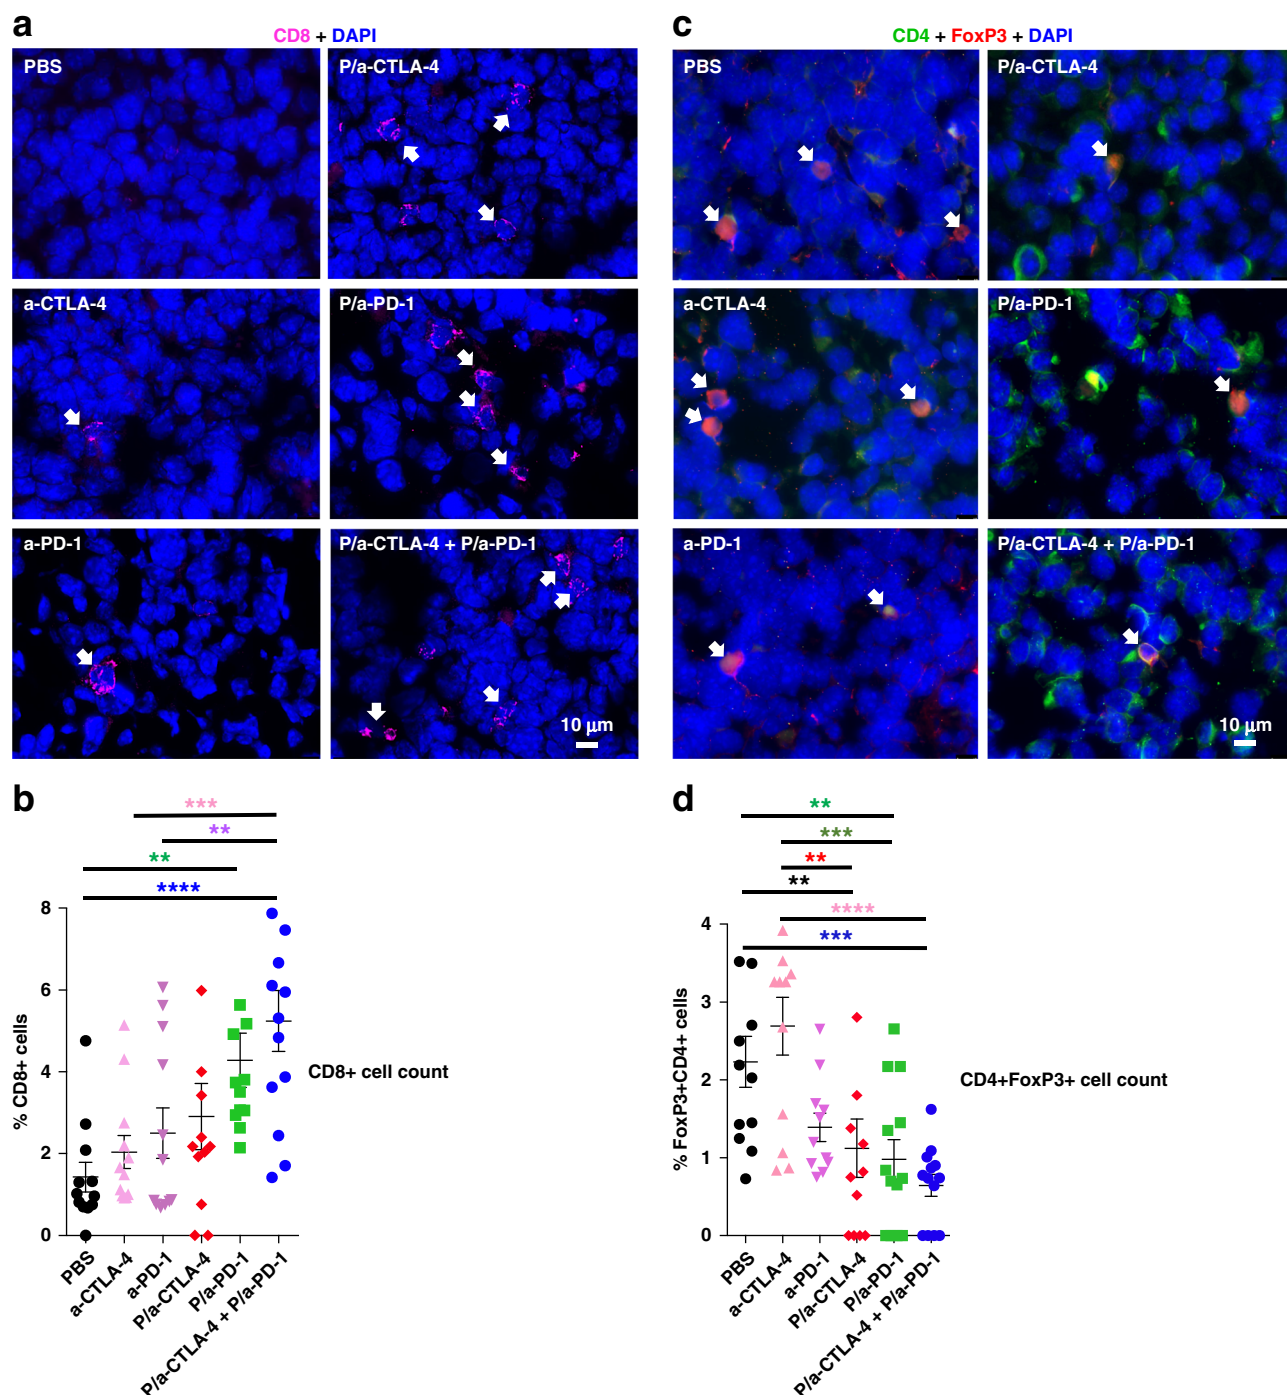 a
CD8 + DAPI
PBS
P/a-CTLA-4
a-CTLA-4
P/a-PD-1
a-PD-1
P/a-CTLA-4 + P/a-PD-1
10 μm
c
CD4 + FoxP3 + DAPI
PBS
P/a-CTLA-4
a-CTLA-4
P/a-PD-1
a-PD-1
P/a-CTLA-4 + P/a-PD-1
10 μm
b
***
**
**
****
8
6
4
2
0
% CD8+ cells
CD8+ cell count
PBS
a-CTLA-4
a-PD-1
P/a-CTLA-4
P/a-PD-1
P/a-CTLA-4 + P/a-PD-1
d
**
***
**
**
****
***
4
3
2
1
0
% FoxP3+CD4+ cells
CD4+FoxP3+ cell count
PBS
a-CTLA-4
a-PD-1
P/a-CTLA-4
P/a-PD-1
P/a-CTLA-4 + P/a-PD-1